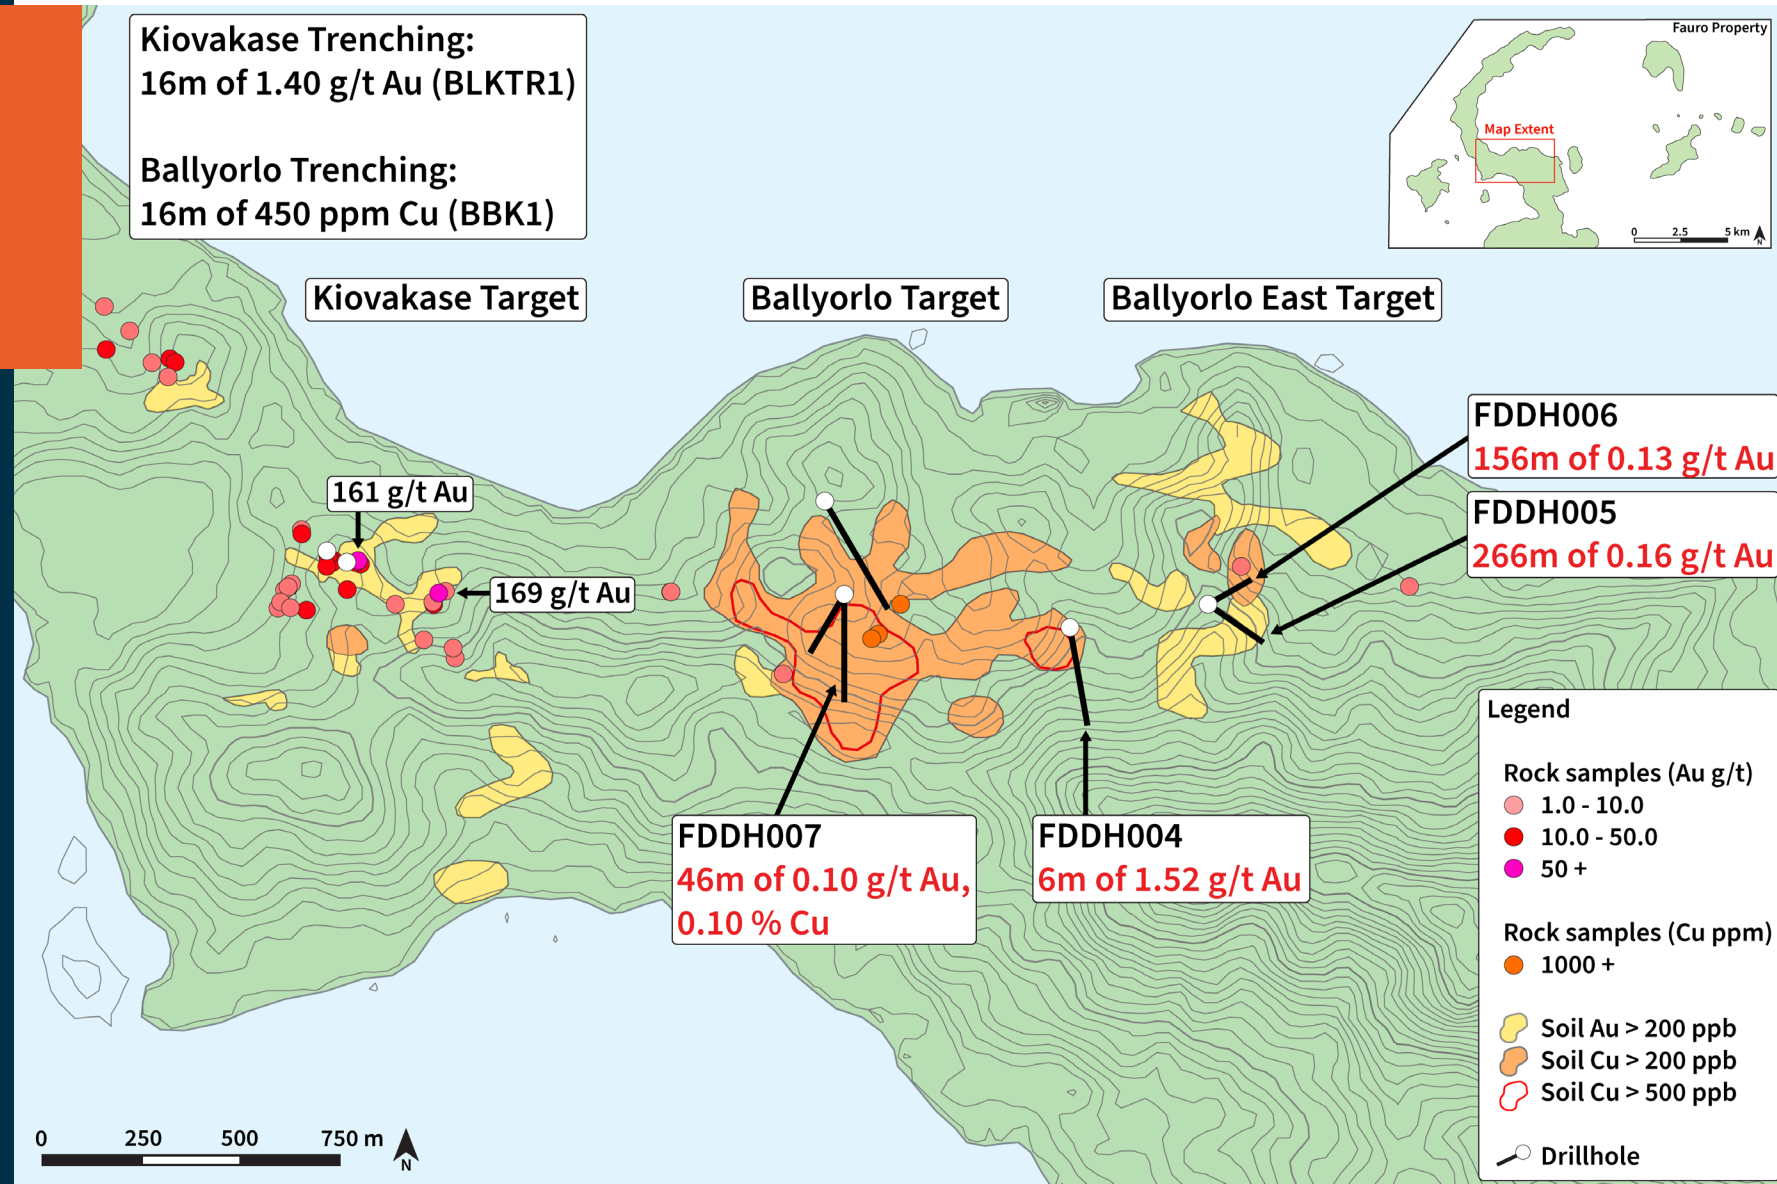 Kiovakase Trenching:
16m of 1.40 g/t Au (BLKTR1)
Ballyorlo Trenching:
16m of 450 ppm Cu (BBK1)
Fauro Property
Map Extent
0 2.5 5 km
N
Kiovakase Target
Ballyorlo Target
Ballyorlo East Target
FDDH006
156m of 0.13 g/t Au
161 g/t Au
FDDH005
266m of 0.16 g/t Au
169 g/t Au
FDDH007
46m of 0.10 g/t Au,
0.10 % Cu
FDDH004
6m of 1.52 g/t Au
Legend
Rock samples (Au g/t)
1.0 - 10.0
10.0 - 50.0
50 +
Rock samples (Cu ppm)
1000 +
Soil Au > 200 ppb
Soil Cu > 200 ppb
Soil Cu > 500 ppb
Drillhole
0 250 500 750 m
N